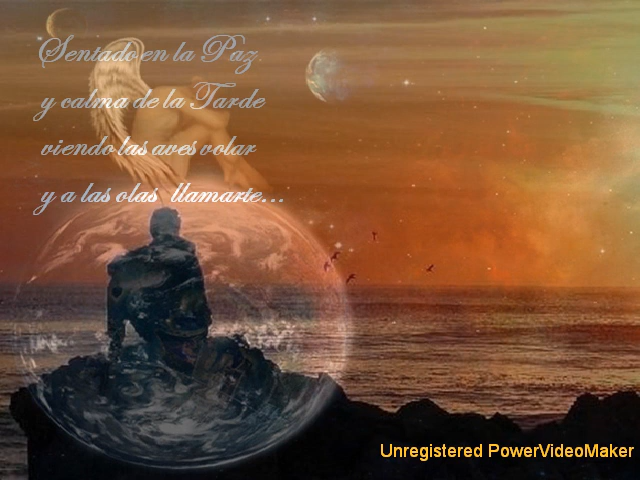 Sentado en la Paz
y calma de la Tarde
viendo las aves volar
y a las olas llamarte...
Unregistered PowerVideoMaker